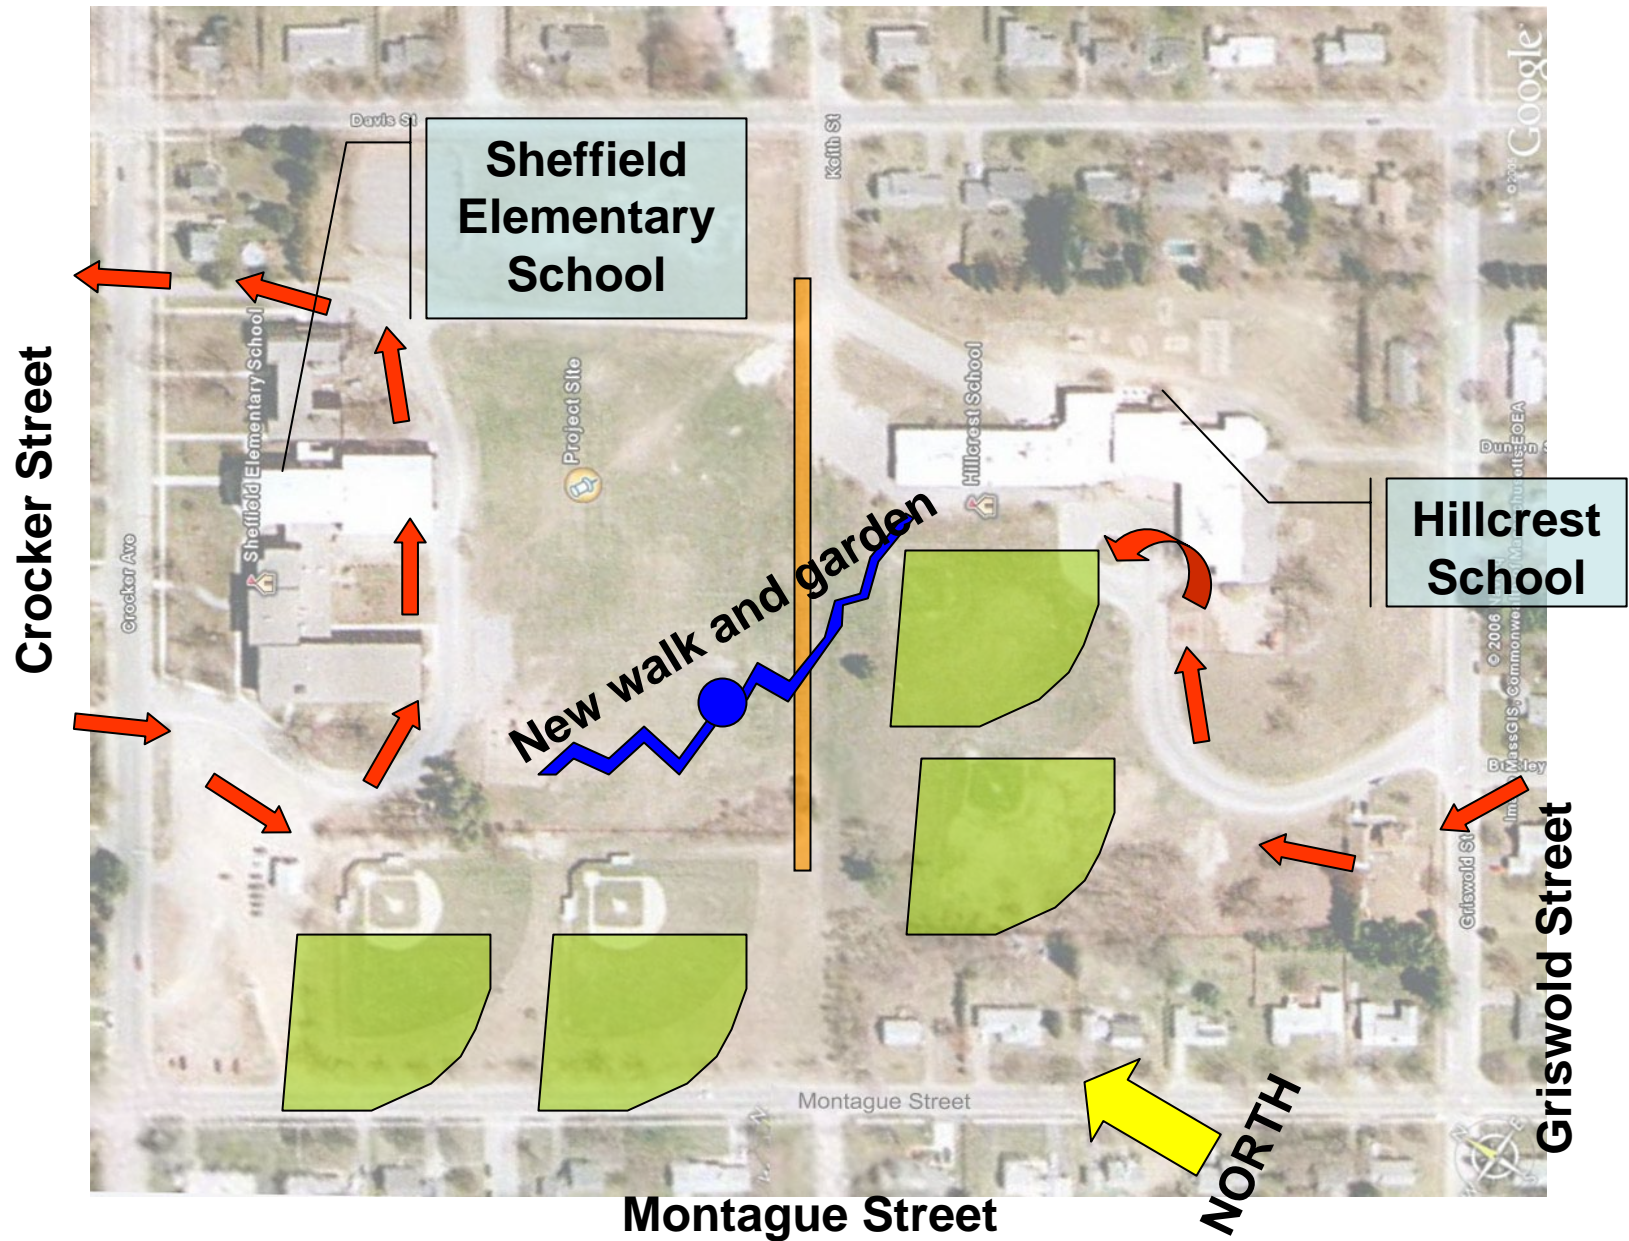 Davis St
Keith St
Google
Sheffield
Elementary
School
Crocker Street
Sheffield Elementary School
Project Site
Hillcrest School
Crocker Ave
New walk and garden
Hillcrest
School
Griswold St
Griswold Street
Montague Street
NORTH
Montague Street